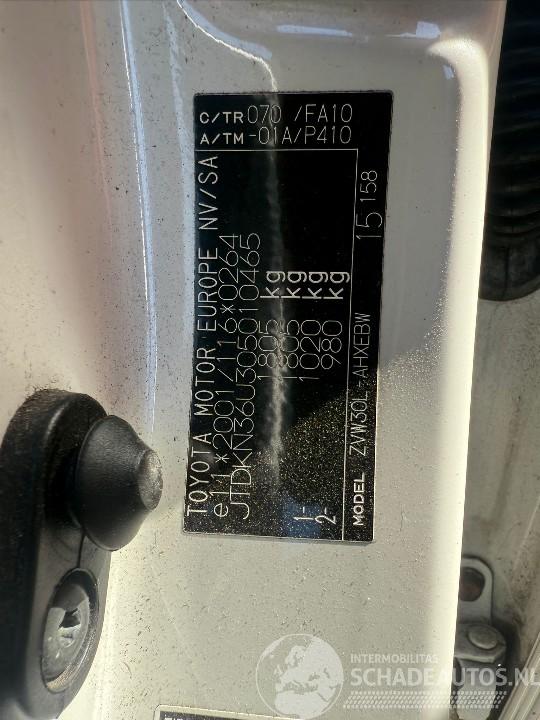 TOYOTA MOTOR EUROPE NV/SA
e11*2001/116*0264
JTDKN36U305010465
1805 kg
1805 kg
1- 1020 kg
2- 980 kg
C/TR 070 /FA10
A/TM -01A/P410
MODEL ZVW30L-AHXEBW
15 158
INTERMOBILITAS
SCHADEAUTOS.NL